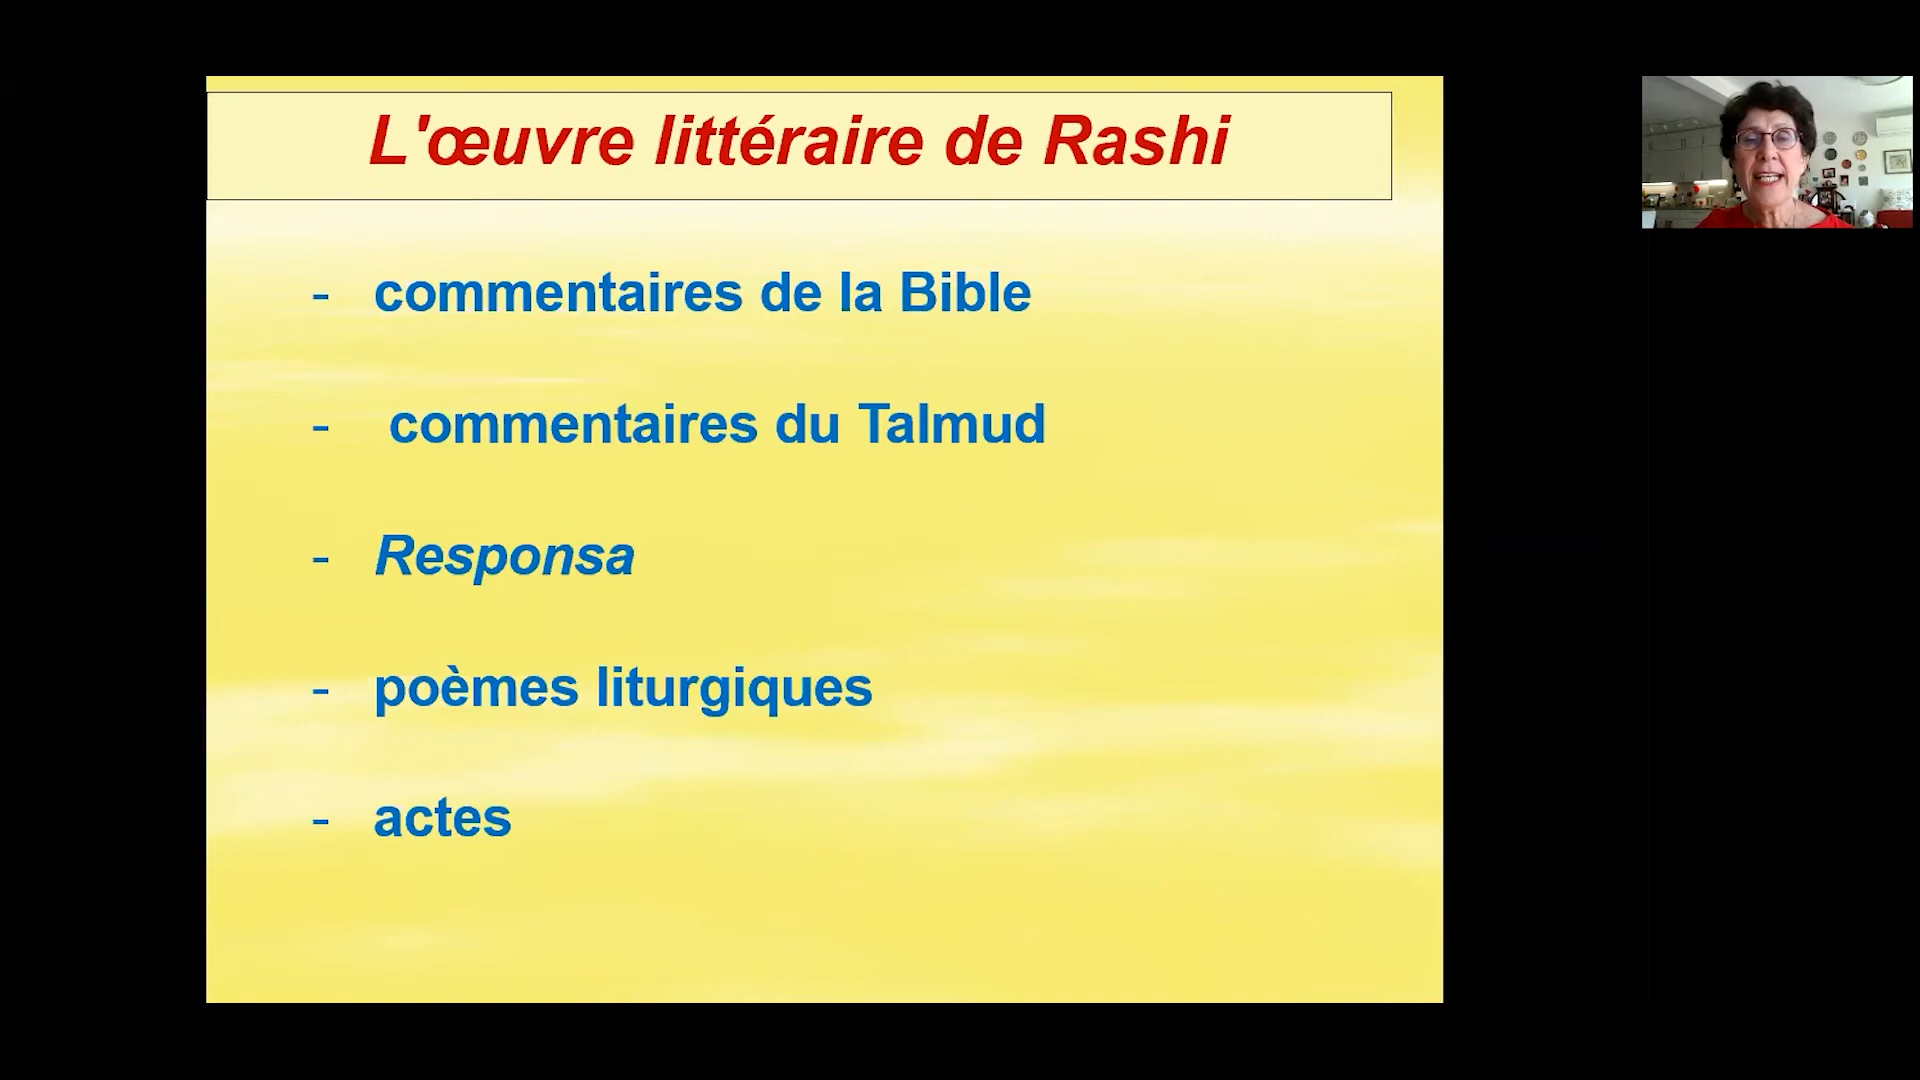 L'œuvre littéraire de Rashi
- commentaires de la Bible
- commentaires du Talmud
- Responsa
- poèmes liturgiques
- actes